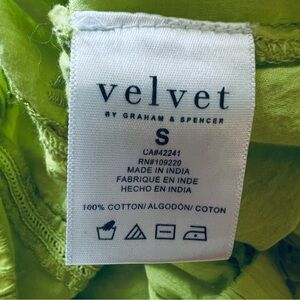 velvet
BY GRAHAM & SPENCER
S
CA#42241
RN#109220
MADE IN INDIA
FABRIQUE EN INDE
HECHO EN INDIA
100% COTTON/ ALGODÓN/ COTON